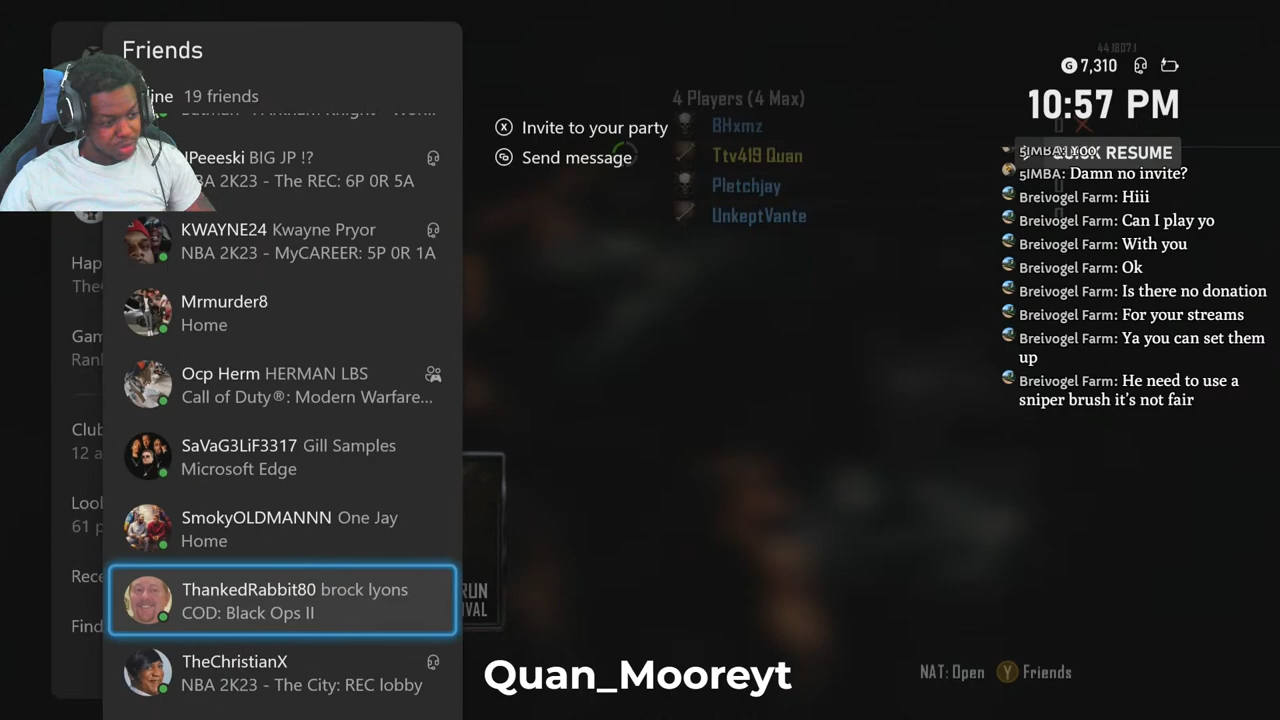 Friends
19 friends
BIG JP !?
NBA 2K23 - The REC: 6P 0R 5A
KWAYNE24 Kwayne Pryor
NBA 2K23 - MyCAREER: 5P 0R 1A
Mrmurder8
Home
Ocp Herm HERMAN LBS
Call of Duty®: Modern Warfare...
SaVaG3LiF3317 Gill Samples
Microsoft Edge
SmokyOLDMANNN One Jay
Home
ThankedRabbit80 brock lyons
COD: Black Ops II
TheChristianX
NBA 2K23 - The City: REC lobby
Invite to your party
Send message
4 Players (4 Max)
BHxmz
Ttv419 Quan
Pletchjay
UnkeptVante
Quan_Mooreyt
44.1807.1
G 7,310
10:57 PM
QUICK RESUME
5IMBA: Damn no invite?
Breivogel Farm: Hiii
Breivogel Farm: Can I play yo
Breivogel Farm: With you
Breivogel Farm: Ok
Breivogel Farm: Is there no donation
Breivogel Farm: For your streams
Breivogel Farm: Ya you can set them
up
Breivogel Farm: He need to use a
sniper brush it's not fair
NAT: Open Y Friends